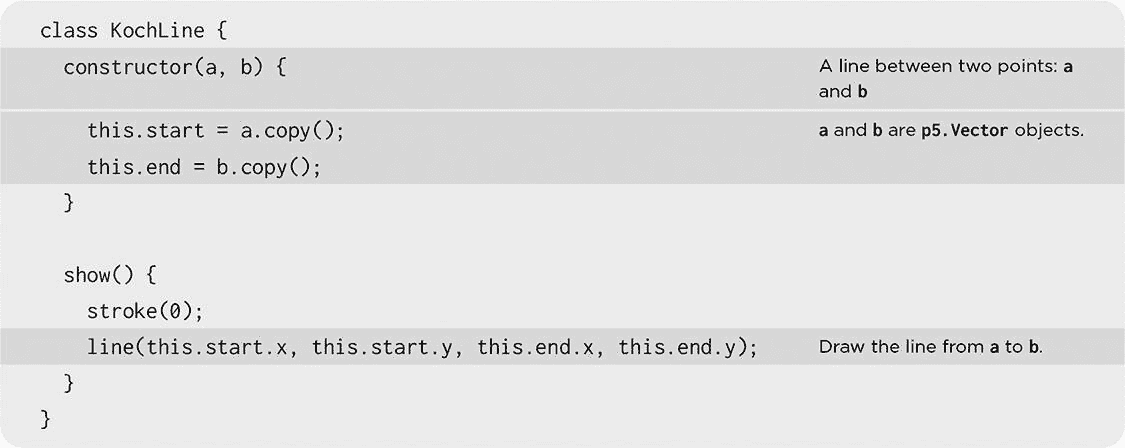 class KochLine {
  constructor(a, b) {
A line between two points: a
and b
    this.start = a.copy();
a and b are p5.Vector objects.
    this.end = b.copy();
  }
  show() {
    stroke(0);
    line(this.start.x, this.start.y, this.end.x, this.end.y);
Draw the line from a to b.
  }
}